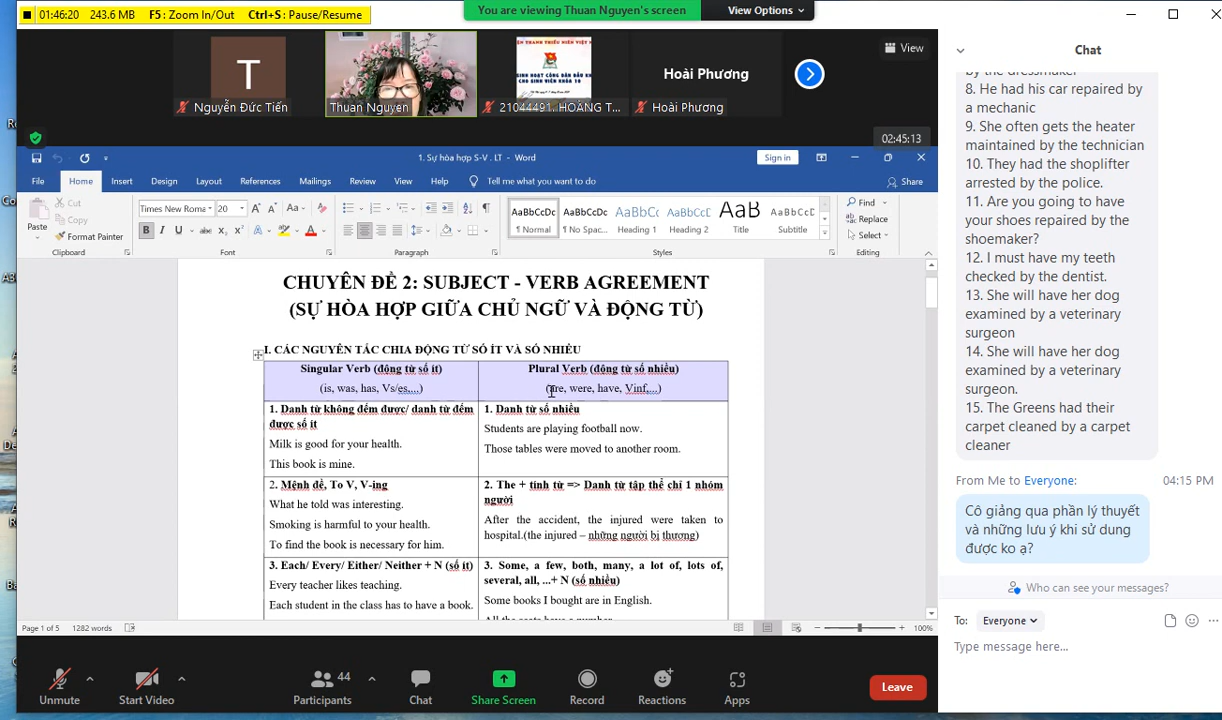 01:46:20 243.6 MB F5: Zoom In/Out Ctrl+S : Pause/Resume
You are viewing Thuan Nguyen's screen
View Options
T
Nguyễn Đức Tiến
Thuan Nguyen
21044491..HOÀNG T...
Hoài Phương
Hoài Phương
View
02:45:13
1. Sự hòa hợp S-V . LT - Word
Sign in
File Home Insert Design Layout References Mailings Review View Help Tell me what you want to do
Share
Paste
Cut
Copy
Format Painter
Clipboard
Times New Roma 20
Font
Paragraph
AaBbCcDc AaBbCcDc AaBbCc AaBbCcC AaB AaBbCcC
¶ Normal ¶ No Spac... Heading 1 Heading 2 Title Subtitle
Styles
Find
Replace
Select
Editing
CHUYÊN ĐỀ 2: SUBJECT - VERB AGREEMENT
(SỰ HÒA HỢP GIỮA CHỦ NGỮ VÀ ĐỘNG TỪ)
I. CÁC NGUYÊN TẮC CHIA ĐỘNG TỪ SỐ ÍT VÀ SỐ NHIỀU
Singular Verb (động từ số ít)
(is, was, has, Vs/es,...)
Plural Verb (động từ số nhiều)
(are, were, have, Vinf,...)
1. Danh từ không đếm được/ danh từ đếm
được số ít
Milk is good for your health.
This book is mine.
1. Danh từ số nhiều
Students are playing football now.
Those tables were moved to another room.
2. Mệnh đề, To V, V-ing
What he told was interesting.
Smoking is harmful to your health.
To find the book is necessary for him.
2. The + tính từ => Danh từ tập thể chỉ 1 nhóm
người
After the accident, the injured were taken to
hospital.(the injured – những người bị thương)
3. Each/ Every/ Either/ Neither + N (số ít)
Every teacher likes teaching.
Each student in the class has to have a book.
3. Some, a few, both, many, a lot of, lots of,
several, all, ...+ N (số nhiều)
Some books I bought are in English.
Page 1 of 5 1282 words
100%
Unmute
Start Video
44
Participants
Chat
Share Screen
Record
Reactions
Apps
Leave
Chat
by the dressmaker
8. He had his car repaired by
a mechanic
9. She often gets the heater
maintained by the technician
10. They had the shoplifter
arrested by the police.
11. Are you going to have
your shoes repaired by the
shoemaker?
12. I must have my teeth
checked by the dentist.
13. She will have her dog
examined by a veterinary
surgeon
14. She will have her dog
examined by a veterinary
surgeon.
15. The Greens had their
carpet cleaned by a carpet
cleaner
From Me to Everyone: 04:15 PM
Cô giảng qua phần lý thuyết
và những lưu ý khi sử dung
được ko ạ?
Who can see your messages?
To: Everyone
Type message here...